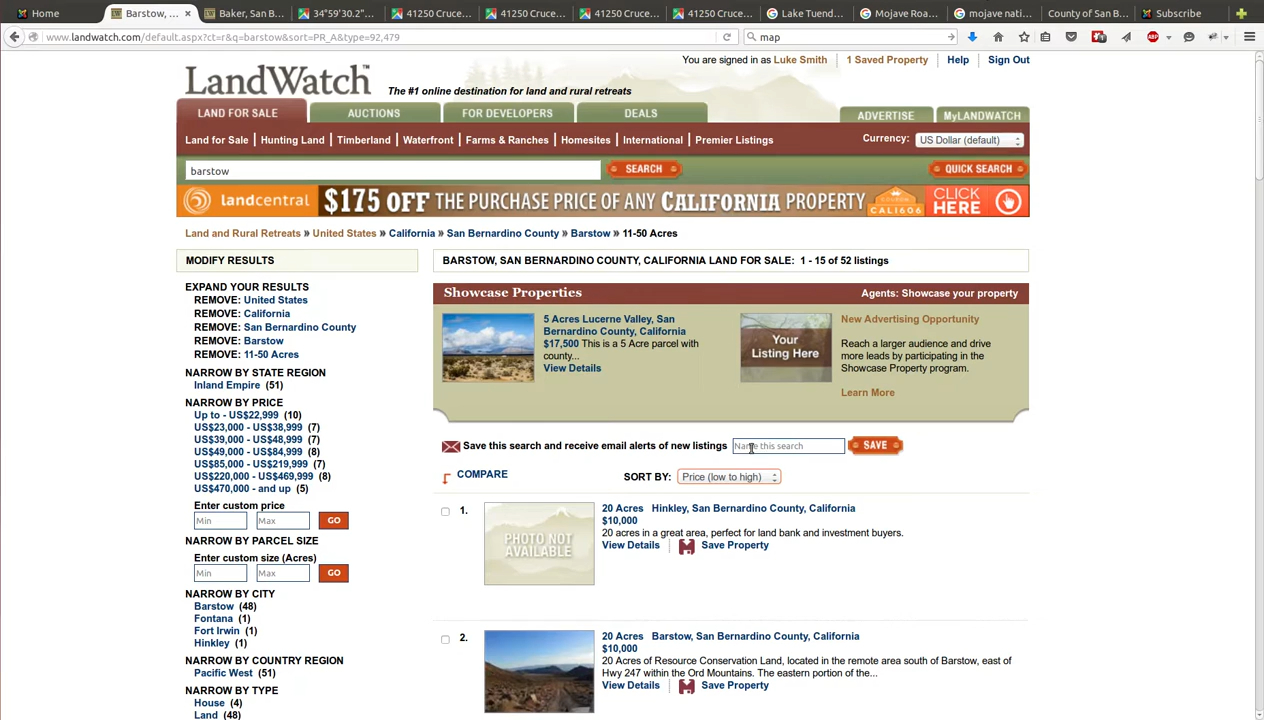 Home
Barstow, ...
Baker, San B...
34°59'30.2"...
41250 Cruce...
41250 Cruce...
41250 Cruce...
41250 Cruce...
Lake Tuend...
Mojave Roa...
mojave nati...
County of San B...
Subscribe
www.landwatch.com/default.aspx?ct=r&q=barstow&sort=PR_A&type=92,479
map
You are signed in as Luke Smith
1 Saved Property
Help
Sign Out
LandWatch™
The #1 online destination for land and rural retreats
LAND FOR SALE
AUCTIONS
FOR DEVELOPERS
DEALS
ADVERTISE
MyLANDWATCH
Land for Sale | Hunting Land | Timberland | Waterfront | Farms & Ranches | Homesites | International | Premier Listings
Currency: US Dollar (default)
barstow
SEARCH
QUICK SEARCH
landcentral $175 OFF THE PURCHASE PRICE OF ANY CALIFORNIA PROPERTY
COUPON
CALI606
CLICK HERE
Land and Rural Retreats » United States » California » San Bernardino County » Barstow » 11-50 Acres
MODIFY RESULTS
EXPAND YOUR RESULTS
REMOVE: United States
REMOVE: California
REMOVE: San Bernardino County
REMOVE: Barstow
REMOVE: 11-50 Acres
NARROW BY STATE REGION
Inland Empire (51)
NARROW BY PRICE
Up to - US$22,999 (10)
US$23,000 - US$38,999 (7)
US$39,000 - US$48,999 (7)
US$49,000 - US$84,999 (8)
US$85,000 - US$219,999 (7)
US$220,000 - US$469,999 (8)
US$470,000 - and up (5)
Enter custom price
Min
Max
GO
NARROW BY PARCEL SIZE
Enter custom size (Acres)
Min
Max
GO
NARROW BY CITY
Barstow (48)
Fontana (1)
Fort Irwin (1)
Hinkley (1)
NARROW BY COUNTRY REGION
Pacific West (51)
NARROW BY TYPE
House (4)
Land (48)
BARSTOW, SAN BERNARDINO COUNTY, CALIFORNIA LAND FOR SALE: 1 - 15 of 52 listings
Showcase Properties
Agents: Showcase your property
5 Acres Lucerne Valley, San
Bernardino County, California
$17,500 This is a 5 Acre parcel with
county...
View Details
Your
Listing Here
New Advertising Opportunity
Reach a larger audience and drive
more leads by participating in the
Showcase Property program.
Learn More
Save this search and receive email alerts of new listings
Name this search
SAVE
COMPARE
SORT BY: Price (low to high)
1.
PHOTO NOT
AVAILABLE
20 Acres Hinkley, San Bernardino County, California
$10,000
20 acres in a great area, perfect for land bank and investment buyers.
View Details | Save Property
2.
20 Acres Barstow, San Bernardino County, California
$10,000
20 Acres of Resource Conservation Land, located in the remote area south of Barstow, east of
Hwy 247 within the Ord Mountains. The eastern portion of the...
View Details | Save Property